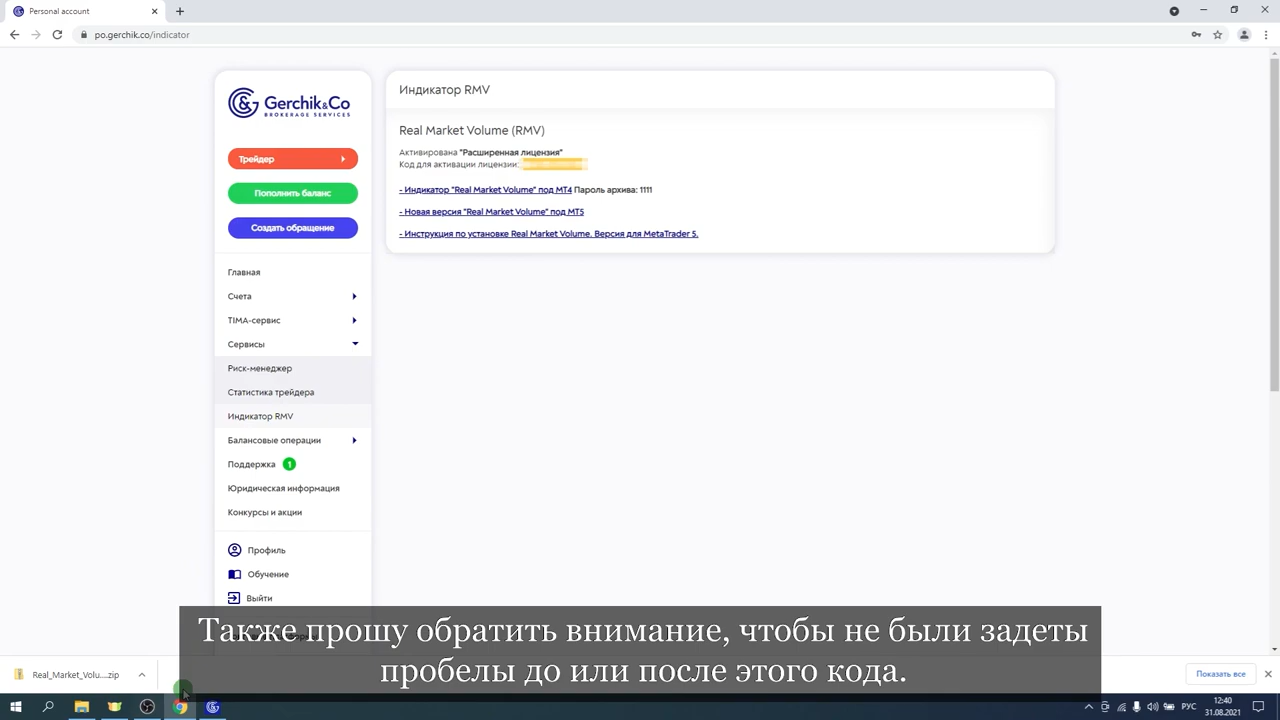 Personal account
po.gerchik.co/indicator
Gerchik&Co
BROKERAGE SERVICES
Трейдер
Пополнить баланс
Создать обращение
Главная
Счета
TIMA-сервис
Сервисы
Риск-менеджер
Статистика трейдера
Индикатор RMV
Балансовые операции
Поддержка 1
Юридическая информация
Конкурсы и акции
Профиль
Обучение
Выйти
Индикатор RMV
Real Market Volume (RMV)
Активирована "Расширенная лицензия"
Код для активации лицензии:
- Индикатор "Real Market Volume" под MT4 Пароль архива: 1111
- Новая версия "Real Market Volume" под MT5
- Инструкция по установке Real Market Volume. Версия для MetaTrader 5.
Также прошу обратить внимание, чтобы не были задеты
пробелы до или после этого кода.
Real_Market_Volu....zip
Показать все
РУС
12:40
31.08.2021